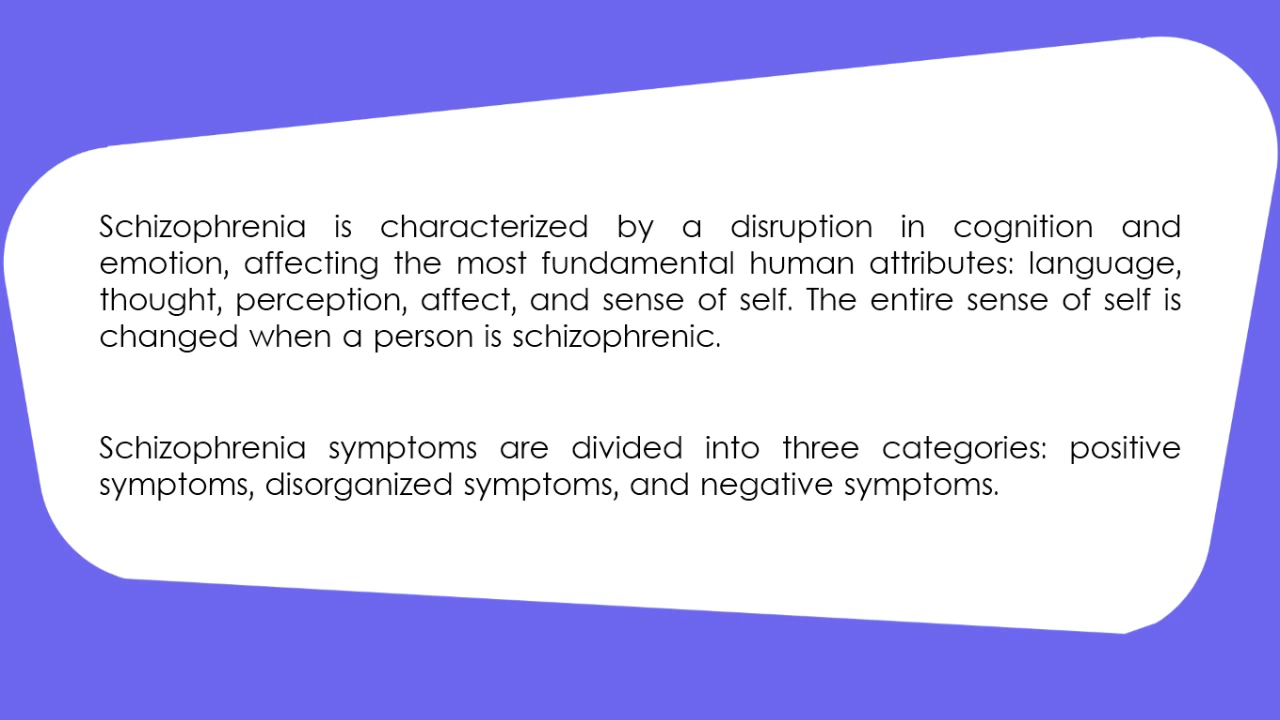 Schizophrenia is characterized by a disruption in cognition and
emotion, affecting the most fundamental human attributes: language,
thought, perception, affect, and sense of self. The entire sense of self is
changed when a person is schizophrenic.
Schizophrenia symptoms are divided into three categories: positive
symptoms, disorganized symptoms, and negative symptoms.